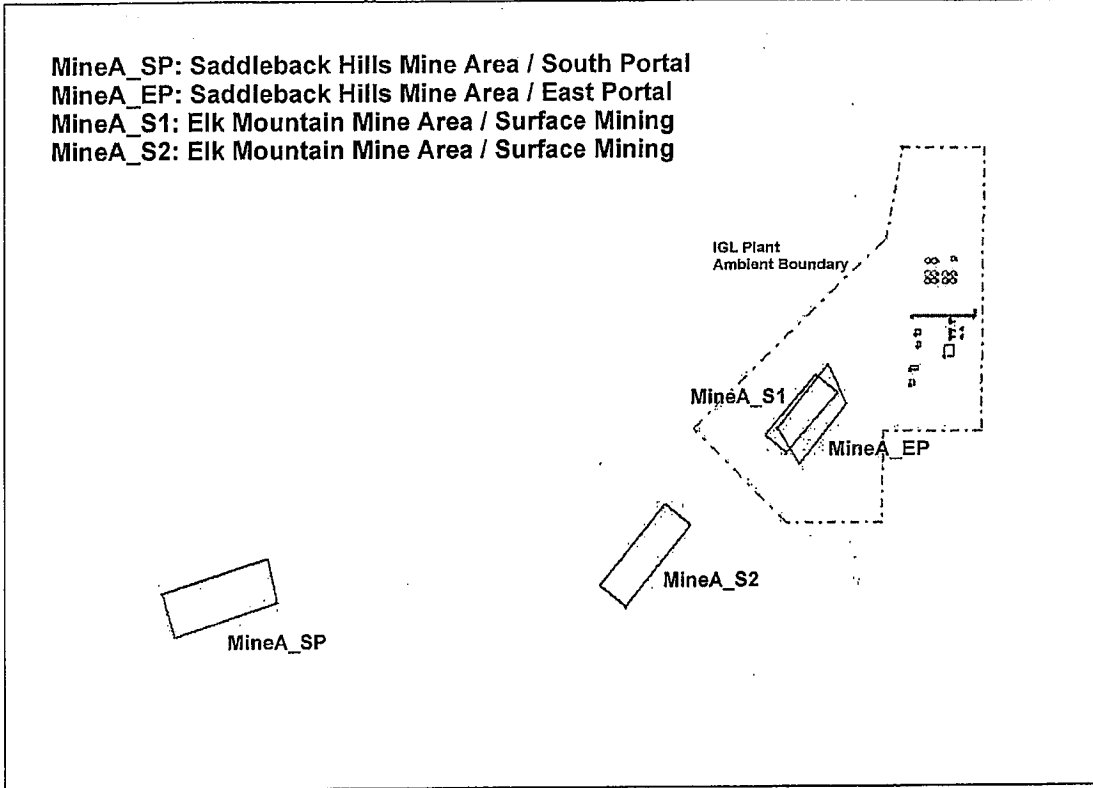 MineA_SP: Saddleback Hills Mine Area / South Portal
MineA_EP: Saddleback Hills Mine Area / East Portal
MineA_S1: Elk Mountain Mine Area / Surface Mining
MineA_S2: Elk Mountain Mine Area / Surface Mining
IGL Plant
Ambient Boundary
MineA_S1
MineA_EP
MineA_S2
MineA_SP